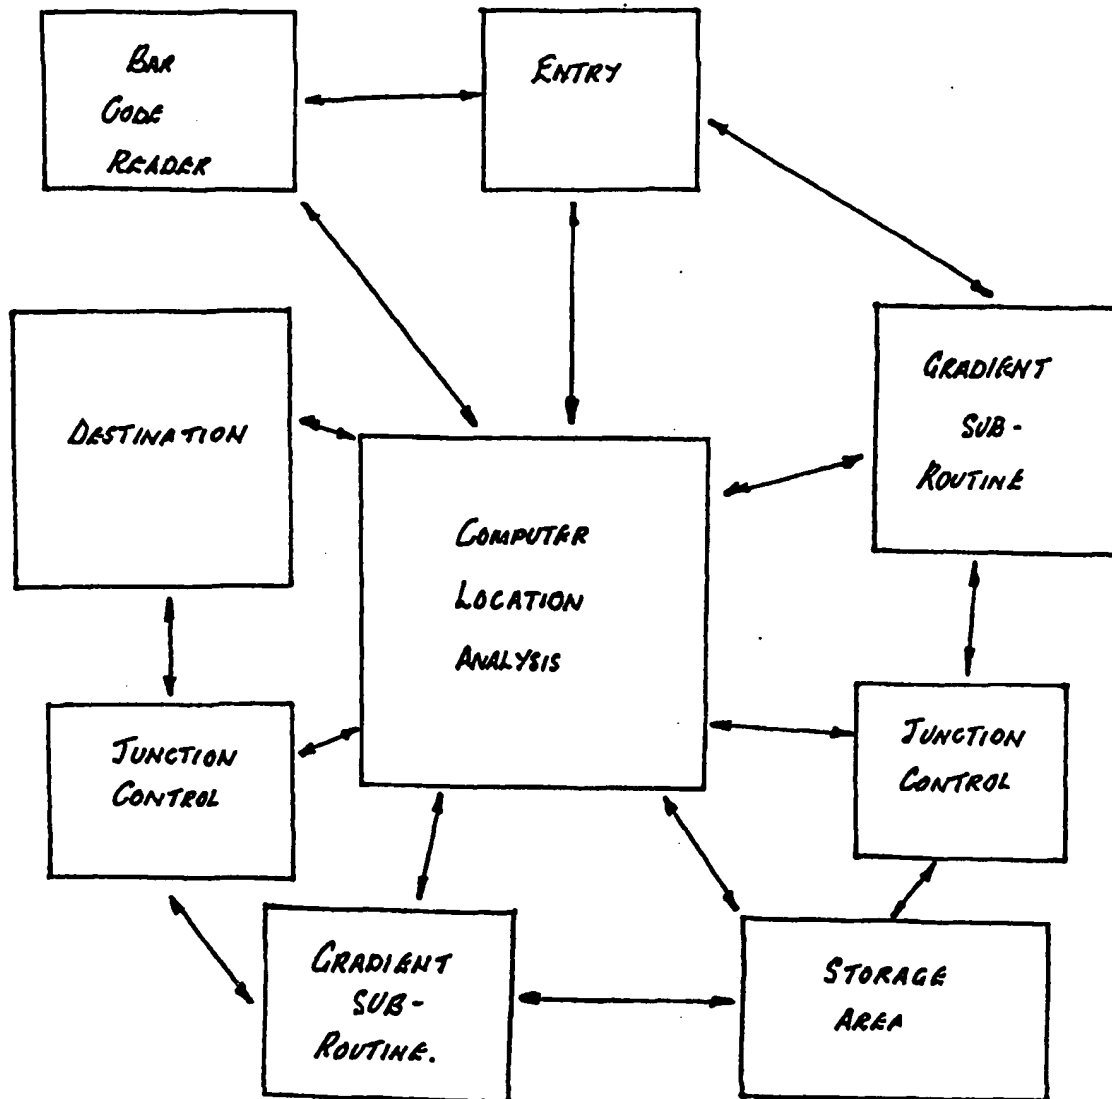 BAR
CODE
READER
ENTRY
DESTINATION
GRADIENT
SUB-
ROUTINE
COMPUTER
LOCATION
ANALYSIS
JUNCTION
CONTROL
JUNCTION
CONTROL
GRADIENT
SUB-
ROUTINE.
STORAGE
AREA